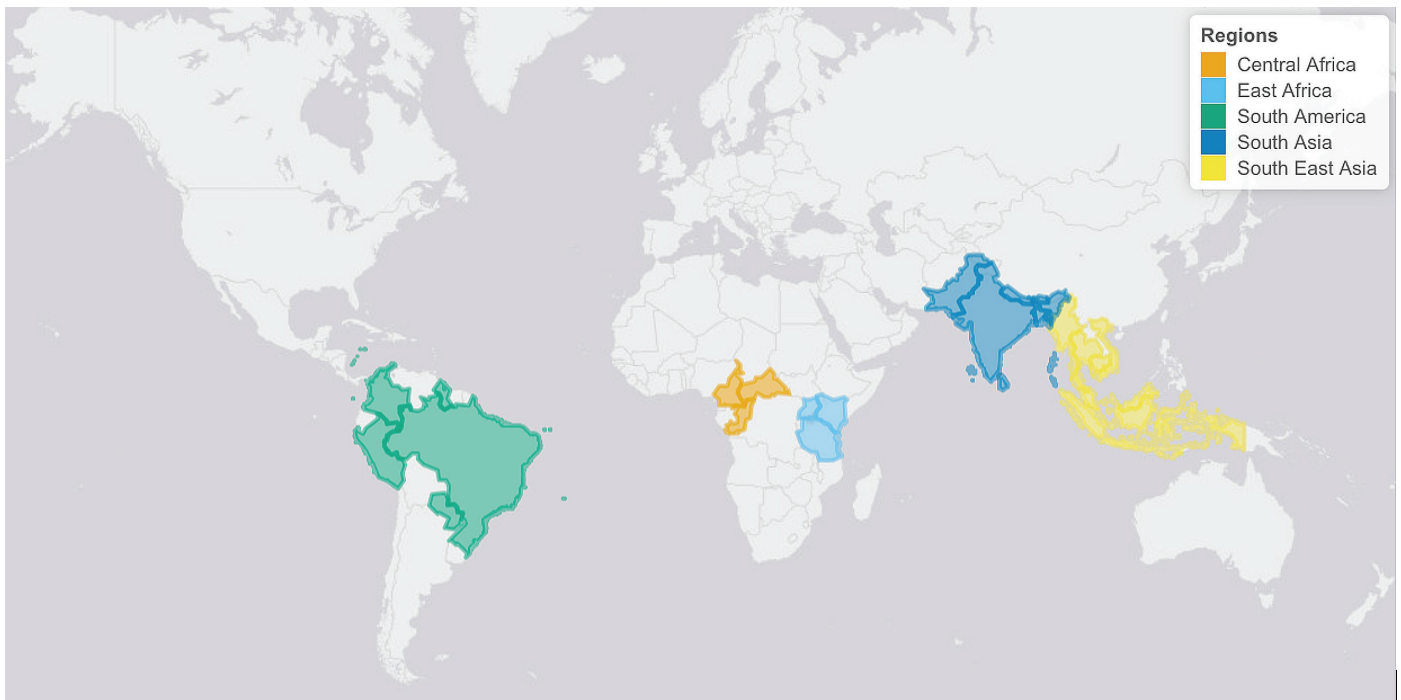 Regions
Central Africa
East Africa
South America
South Asia
South East Asia